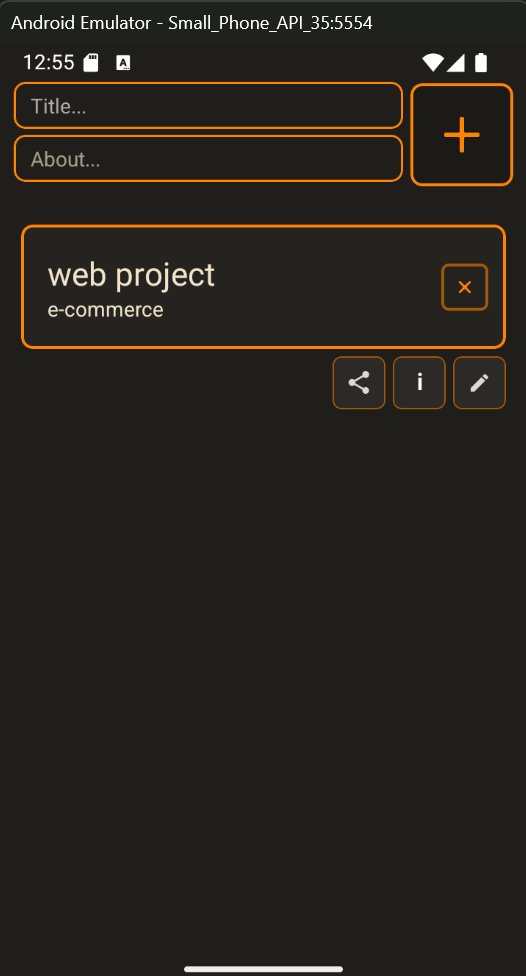 Android Emulator - Small_Phone_API_35:5554
12:55 A
Title...
About...
web project
e-commerce
i